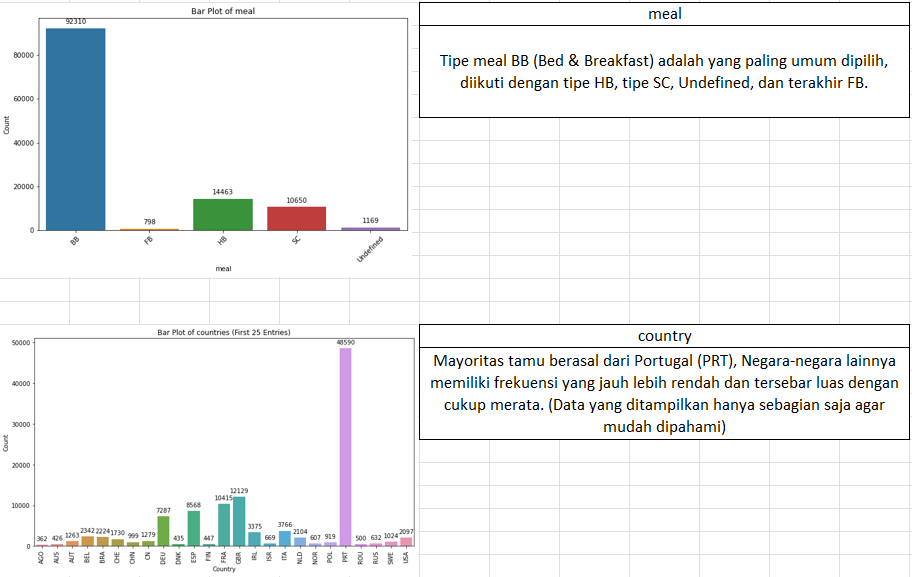 Bar Plot of meal
92310
80000
60000
40000
20000
0
Count
798
14463
10650
1169
BB
FB
HB
SC
Undefined
meal
meal
Tipe meal BB (Bed & Breakfast) adalah yang paling umum dipilih,
diikuti dengan tipe HB, tipe SC, Undefined, dan terakhir FB.
Bar Plot of countries (First 25 Entries)
50000
40000
30000
20000
10000
0
Count
362 426 1263 2342 2224 1730 999 1279 7287 435 8568 447 10415 12129 3375 669 3766 2104 607 919 48590 500 632 1024 2097
AGO AUS AUT BEL BRA CHE CHN CN DEU DNK ESP FIN FRA GBR IRL ISR ITA NLD NOR POL PRT ROU RUS SWE USA
Country
country
Mayoritas tamu berasal dari Portugal (PRT), Negara-negara lainnya
memiliki frekuensi yang jauh lebih rendah dan tersebar luas dengan
cukup merata. (Data yang ditampilkan hanya sebagian saja agar
mudah dipahami)